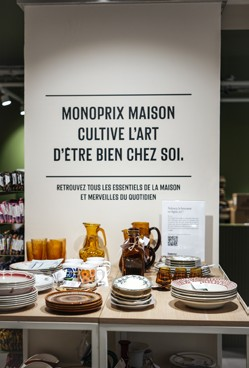 MONOPRIX MAISON
CULTIVE L'ART
D'ÊTRE BIEN CHEZ SOI.
RETROUVEZ TOUS LES ESSENTIELS DE LA MAISON
ET MERVEILLES DU QUOTIDIEN